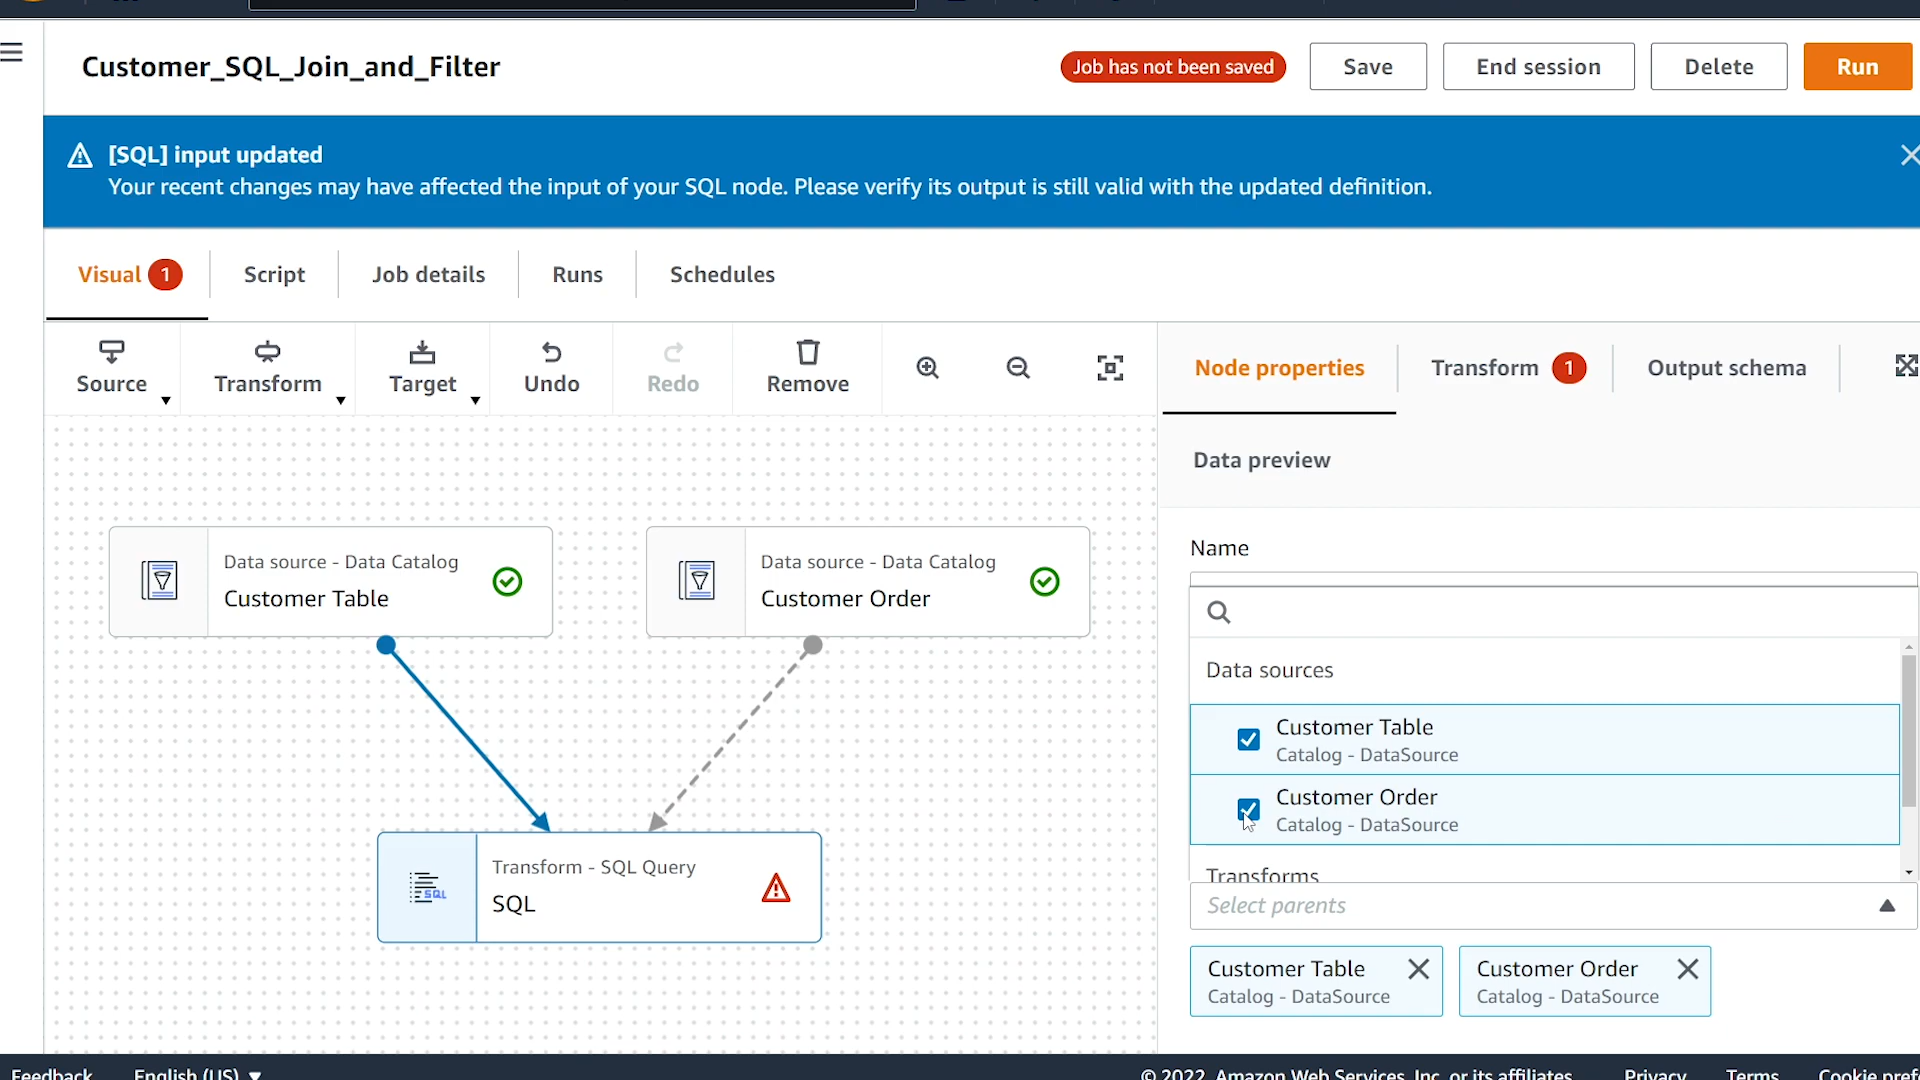 Customer_SQL_Join_and_Filter
Job has not been saved
Save
End session
Delete
Run
[SQL] input updated
Your recent changes may have affected the input of your SQL node. Please verify its output is still valid with the updated definition.
Visual 1
Script
Job details
Runs
Schedules
Source
Transform
Target
Undo
Redo
Remove
Node properties
Transform 1
Output schema
Data preview
Name
Data source - Data Catalog
Customer Table
Data source - Data Catalog
Customer Order
Transform - SQL Query
SQL
SQL
Data sources
Customer Table
Catalog - DataSource
Customer Order
Catalog - DataSource
Transforms
Select parents
Customer Table
Catalog - DataSource
Customer Order
Catalog - DataSource
Feedback
English (US)
© 2022, Amazon Web Services, Inc. or its affiliates.
Privacy
Terms
Cookie pref